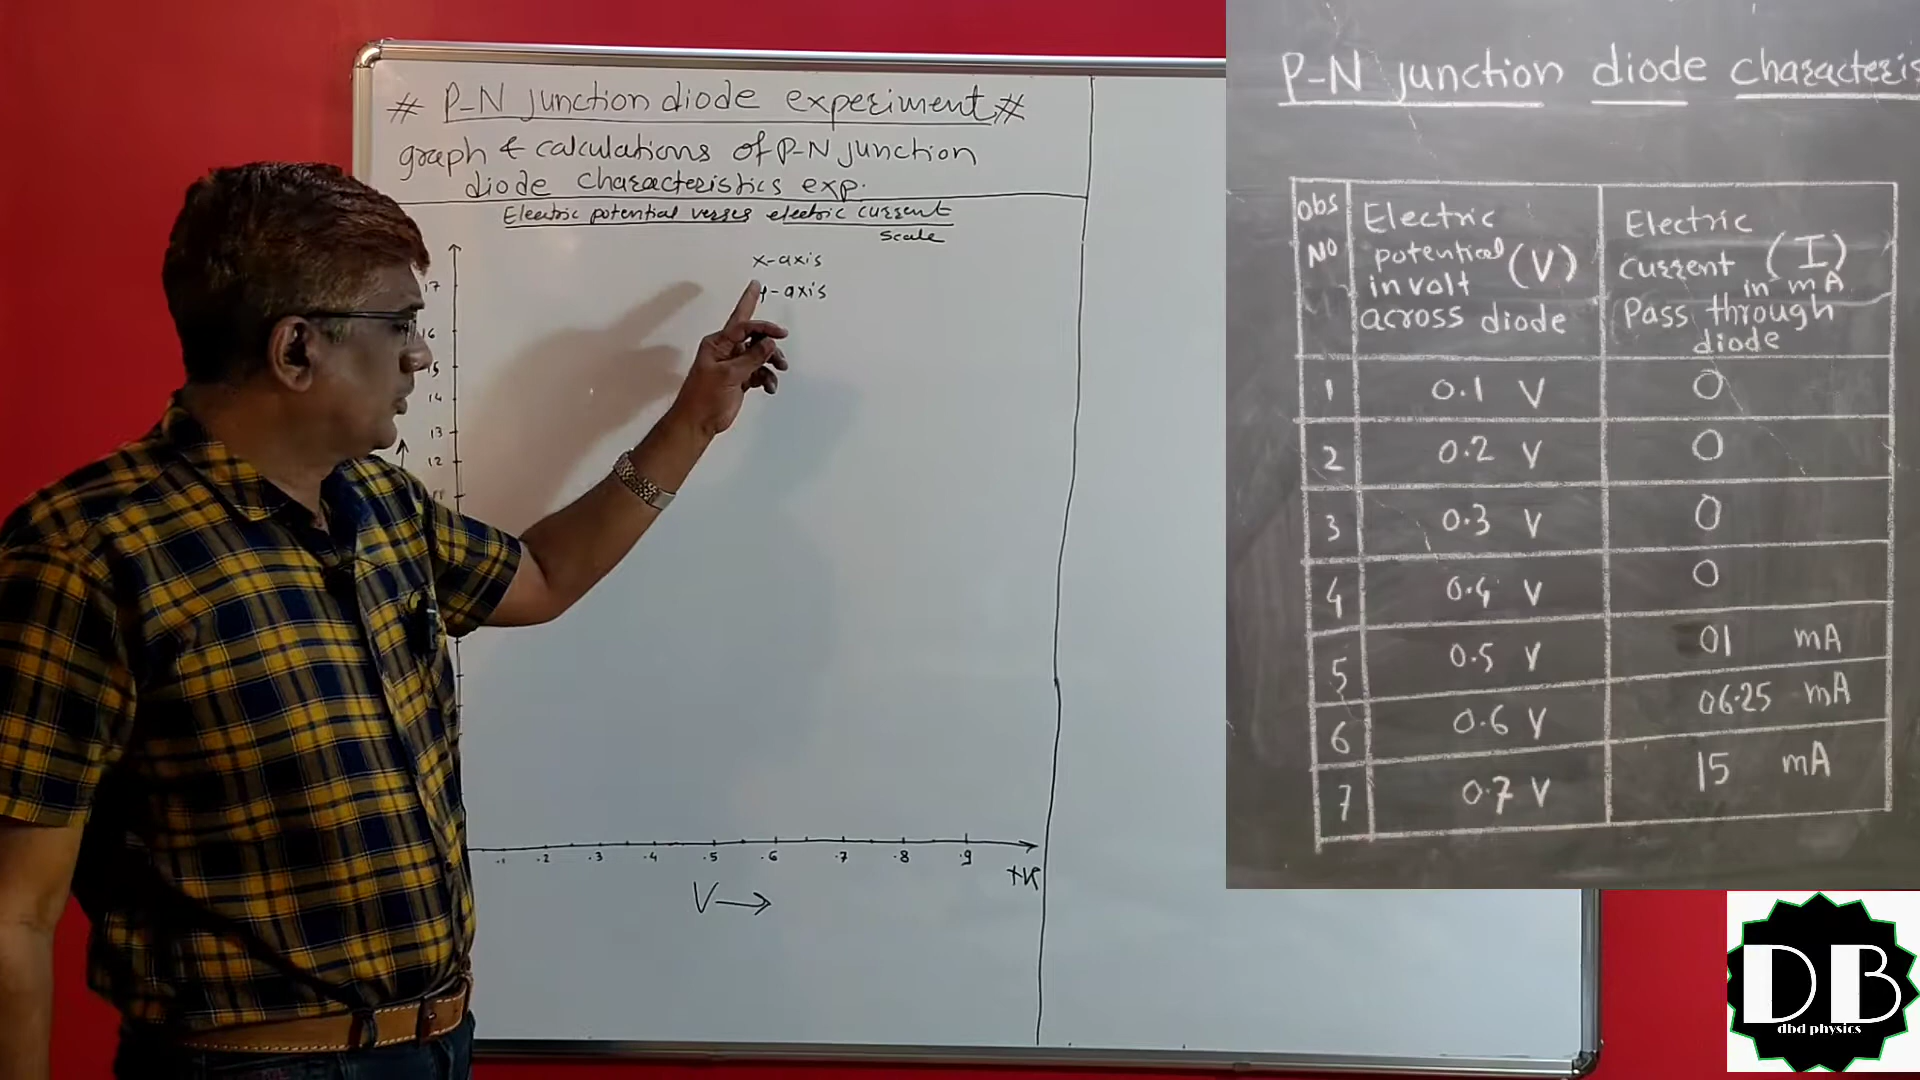 # P-N junction diode experiment #
graph & calculations of P-N junction
diode characteristics exp.
Electric potential verses electric current
Scale
x-axis
y-axis
17
16
15
14
13
12
11
.1 .2 .3 .4 .5 .6 .7 .8 .9
V→
P-N junction diode
Obs NO
Electric potential in volt (V) across diode
Electric current (I) in mA Pass through diode
1 0.1 V 0
2 0.2 V 0
3 0.3 V 0
4 0.4 V 0
5 0.5 V 01 mA
6 0.6 V 06.25 mA
7 0.7 V 15 mA
DB
dbd physics